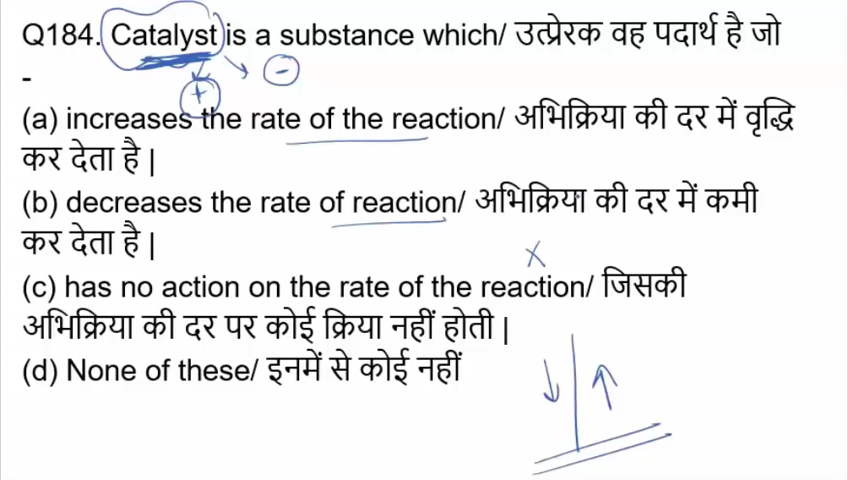 Q184. Catalyst is a substance which/ उत्प्रेरक वह पदार्थ है जो
-
(a) increases the rate of the reaction/ अभिक्रिया की दर में वृद्धि
कर देता है |
(b) decreases the rate of reaction/ अभिक्रिया की दर में कमी
कर देता है |
(c) has no action on the rate of the reaction/ जिसकी
अभिक्रिया की दर पर कोई क्रिया नहीं होती |
(d) None of these/ इनमें से कोई नहीं